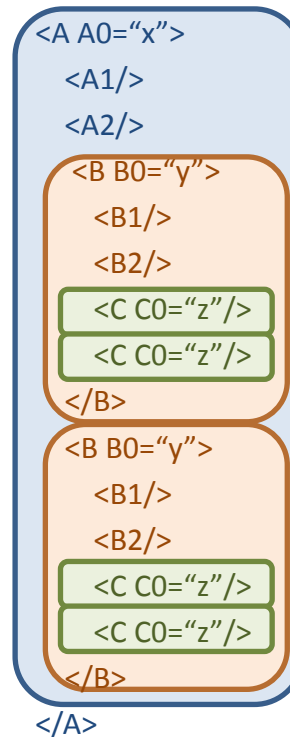 <A A0=“x”>
<A1/>
<A2/>
<B B0=“y”>
<B1/>
<B2/>
<C C0=“z”/>
<C C0=“z”/>
</B>
<B B0=“y”>
<B1/>
<B2/>
<C C0=“z”/>
<C C0=“z”/>
</B>
</A>